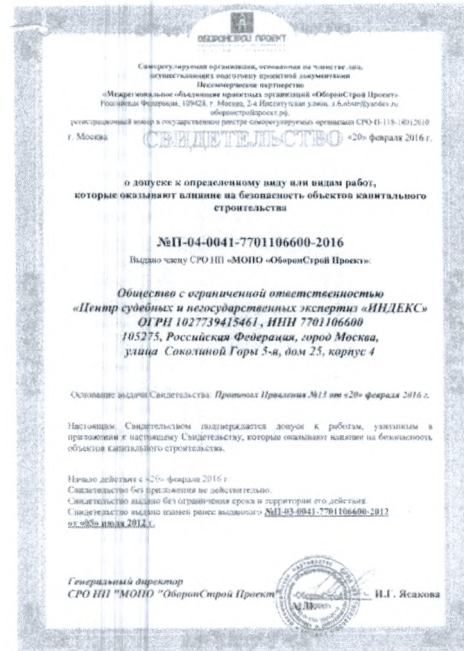 ОБОРОНСТРОЙ ПРОЕКТ
Саморегулируемая организация, основанная на членстве лиц,
осуществляющих подготовку проектной документации
Некоммерческое партнерство
«Межрегиональное объединение проектных организаций «ОборонСтрой Проект»
Российская Федерация, 109428, г. Москва, 2-я Институтская улица,
оборонстройпроект.рф,
регистрационный номер в государственном реестре саморегулируемых организаций СРО-П-118-
г. Москва СВИДЕТЕЛЬСТВО «20» февраля 2016 г.
о допуске к определенному виду или видам работ,
которые оказывают влияние на безопасность объектов капитального
строительства
№П-04-0041-7701106600-2016
Выдано члену СРО НП «МОПО «ОборонСтрой Проект»:
Общество с ограниченной ответственностью
«Центр судебных и негосударственных экспертиз «ИНДЕКС»
ОГРН 1027739415461, ИНН 7701106600
105275, Российская Федерация, город Москва,
улица Соколиной Горы 5-я, дом 25, корпус 4
Основание выдачи Свидетельства: Протокол Правления №13 от «20» февраля 2016 г.
Настоящим Свидетельством подтверждается допуск к работам, указанным в
приложении к настоящему Свидетельству, которые оказывают влияние на безопасность
объектов капитального строительства.
Начало действия с «20» февраля 2016 г
Свидетельство без приложения не действительно.
Свидетельство выдано без ограничения срока и территории его действия.
Свидетельство выдано взамен ранее выданного №П-03-0041-7701106600-2012
от «05» июля 2012 г.
Генеральный директор
СРО НП "МОПО "ОборонСтрой Проект" И.Г. Ясакова
М.П.